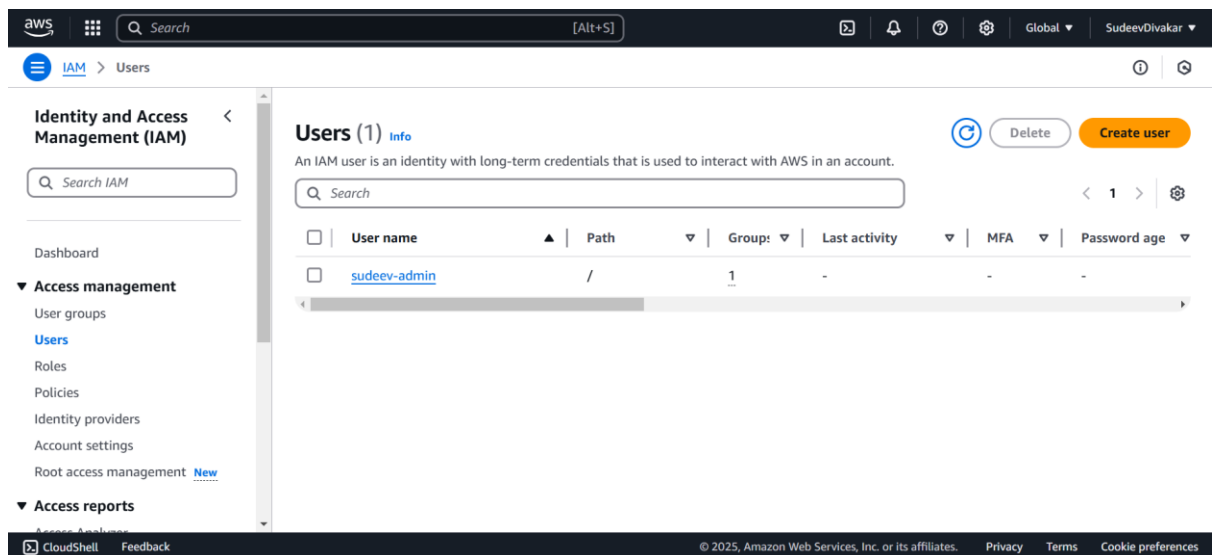 aws Search [Alt+S] Global SudeevDivakar
IAM > Users
Identity and Access
Management (IAM)
Search IAM
Dashboard
Access management
User groups
Users
Roles
Policies
Identity providers
Account settings
Root access management New
Access reports
Access Analyzer
Users (1) Info
Delete
Create user
An IAM user is an identity with long-term credentials that is used to interact with AWS in an account.
Search
1
User name Path Groups Last activity MFA Password age
sudeev-admin / 1 - - -
CloudShell Feedback © 2025, Amazon Web Services, Inc. or its affiliates. Privacy Terms Cookie preferences